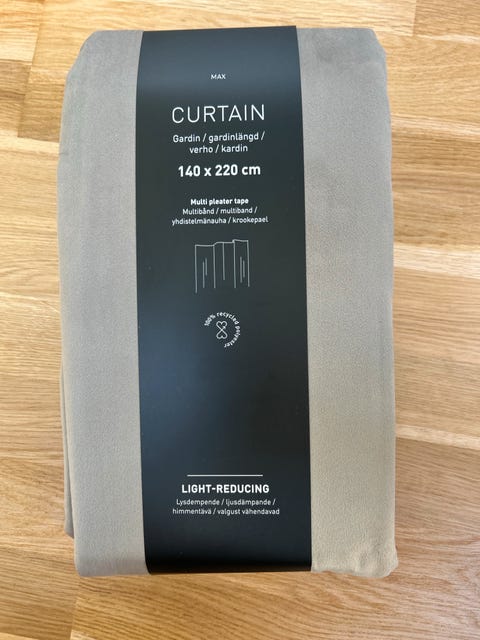 MAX
CURTAIN
Gardin / gardinlängd /
verho / kardin
140 x 220 cm
Multi pleater tape
Multibånd / multiband /
yhdistelmänauha / krookepael
100% recycled polyester
LIGHT-REDUCING
Lysdempende / ljusdämpande /
himmentävä / valgust vähendavad